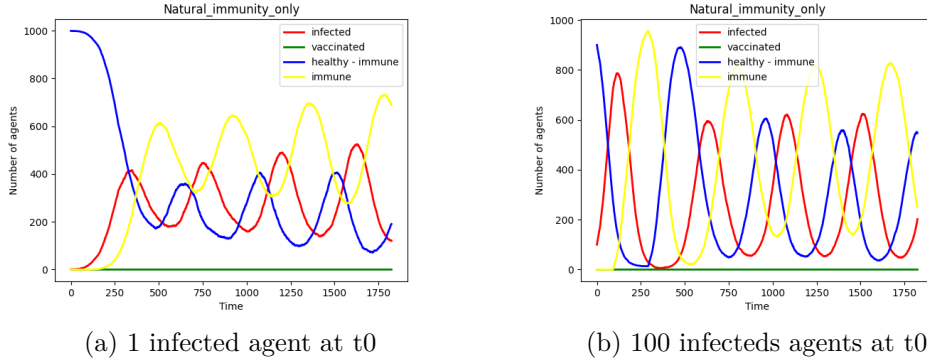 Natural_immunity_only
Number of agents
1000
800
600
400
200
0
infected
vaccinated
healthy - immune
immune
0
250
500
750
1000
1250
1500
1750
Time
(a) 1 infected agent at t0
Natural_immunity_only
Number of agents
1000
800
600
400
200
0
infected
vaccinated
healthy - immune
immune
0
250
500
750
1000
1250
1500
1750
Time
(b) 100 infecteds agents at t0